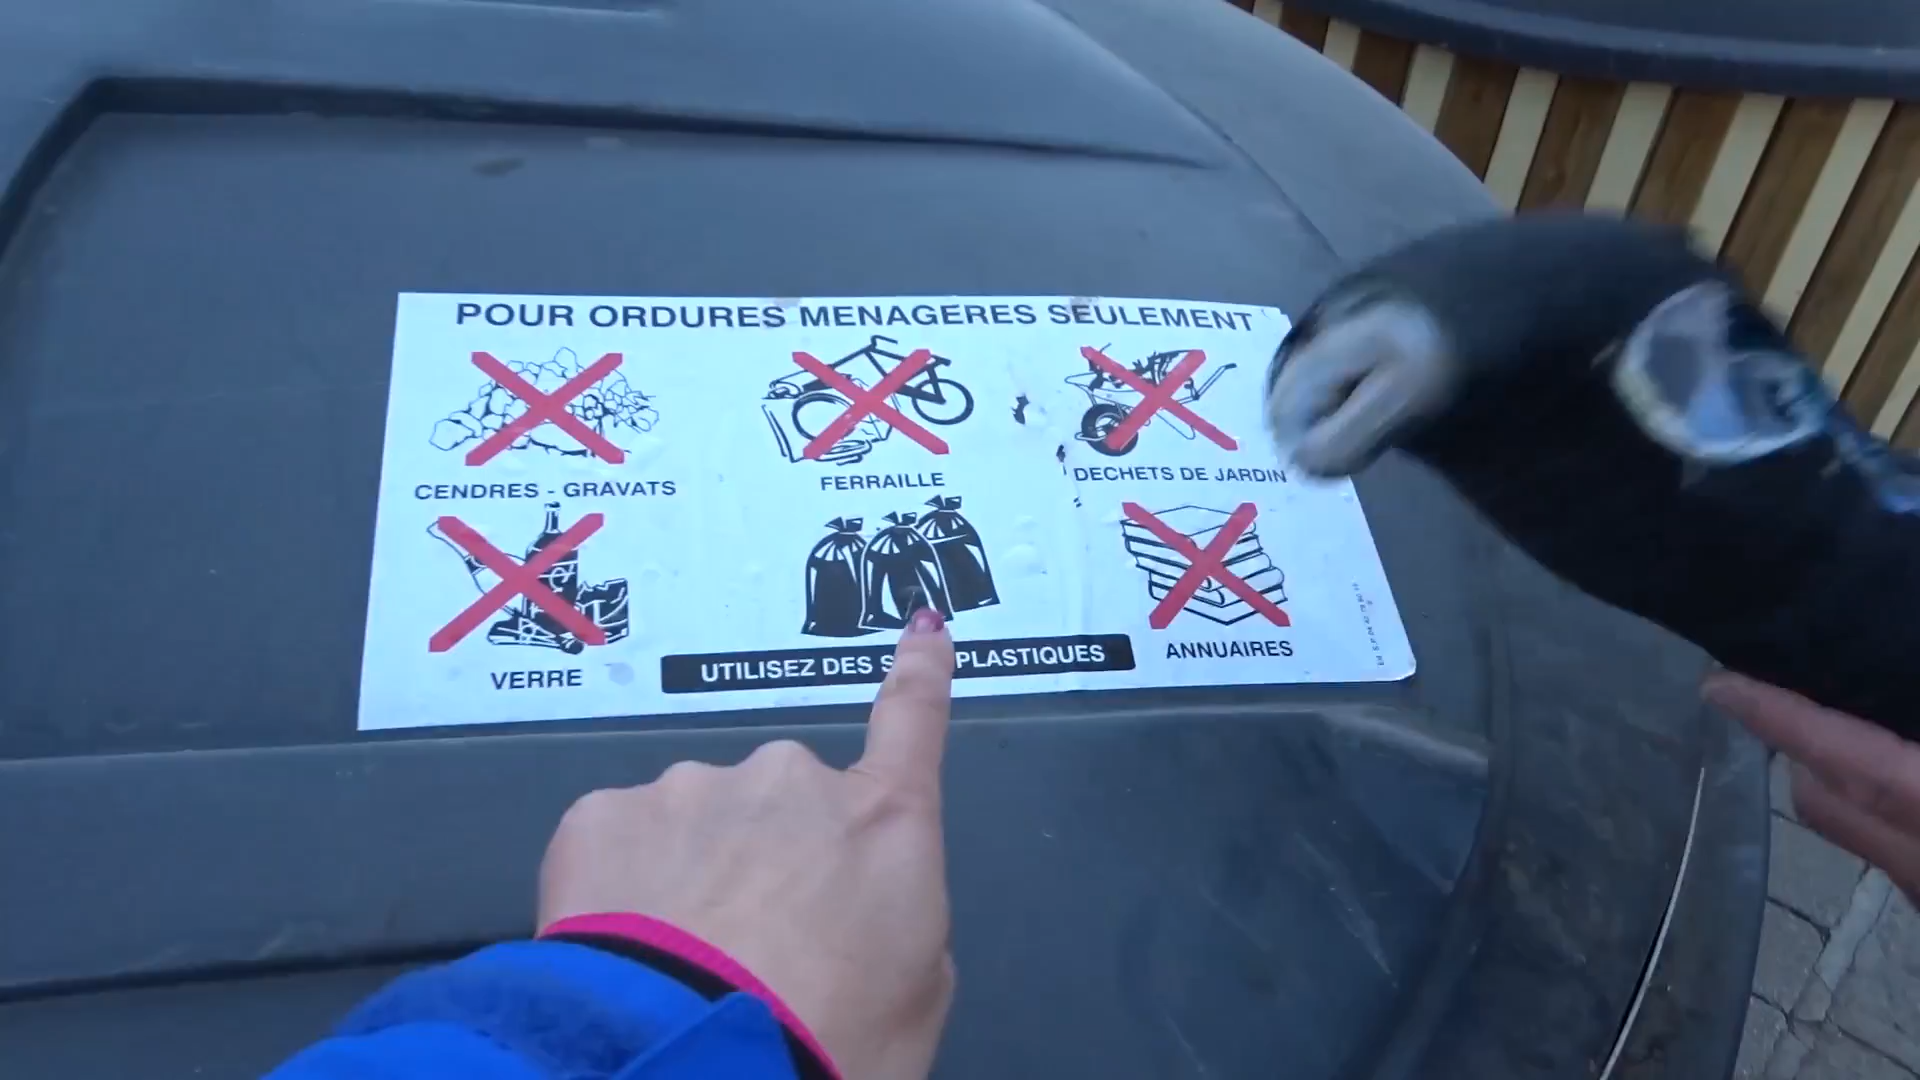 POUR ORDURES MENAGERES SEULEMENT
CENDRES - GRAVATS
FERRAILLE
DECHETS DE JARDIN
VERRE
UTILISEZ DES PLASTIQUES
ANNUAIRES